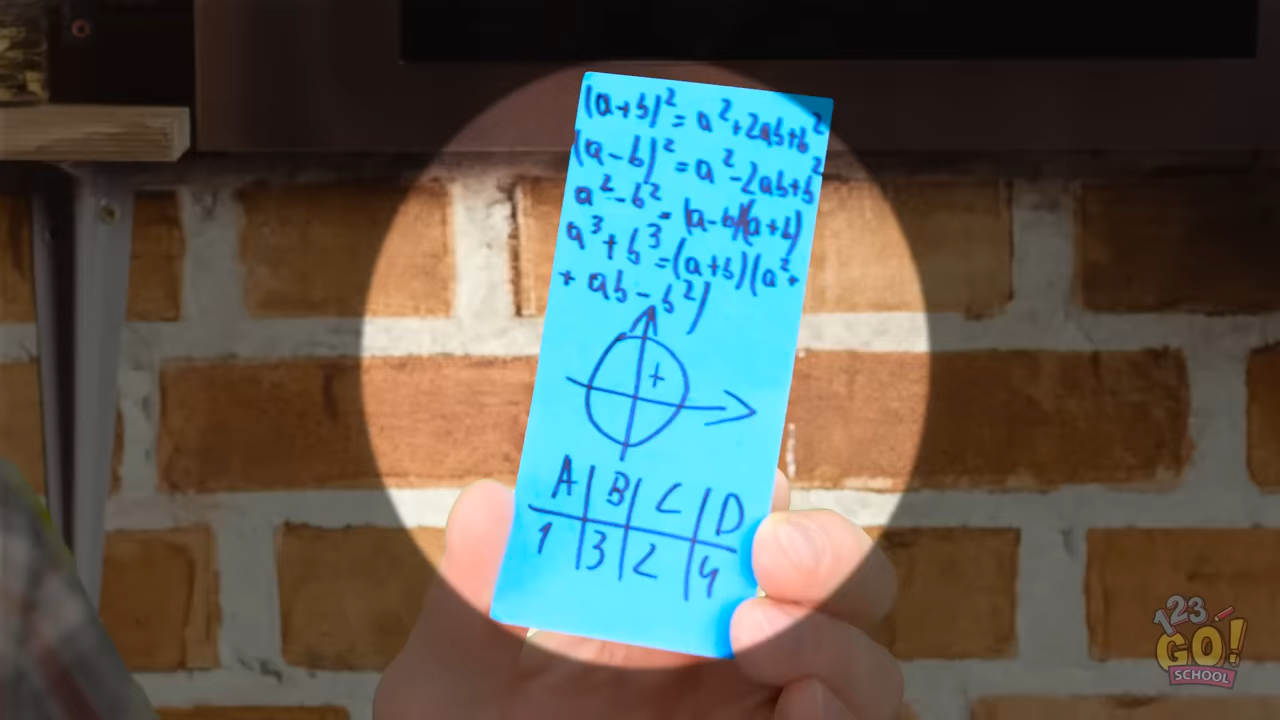 (a+b)²=a²+2ab+b²
(a-b)²=a²-2ab+b²
a²-b²=(a-b)(a+b)
a³+b³=(a+b)(a²+
+ab-b²)
+
A | B | C | D
1 | 3 | 2 | 4
123
GO!
SCHOOL